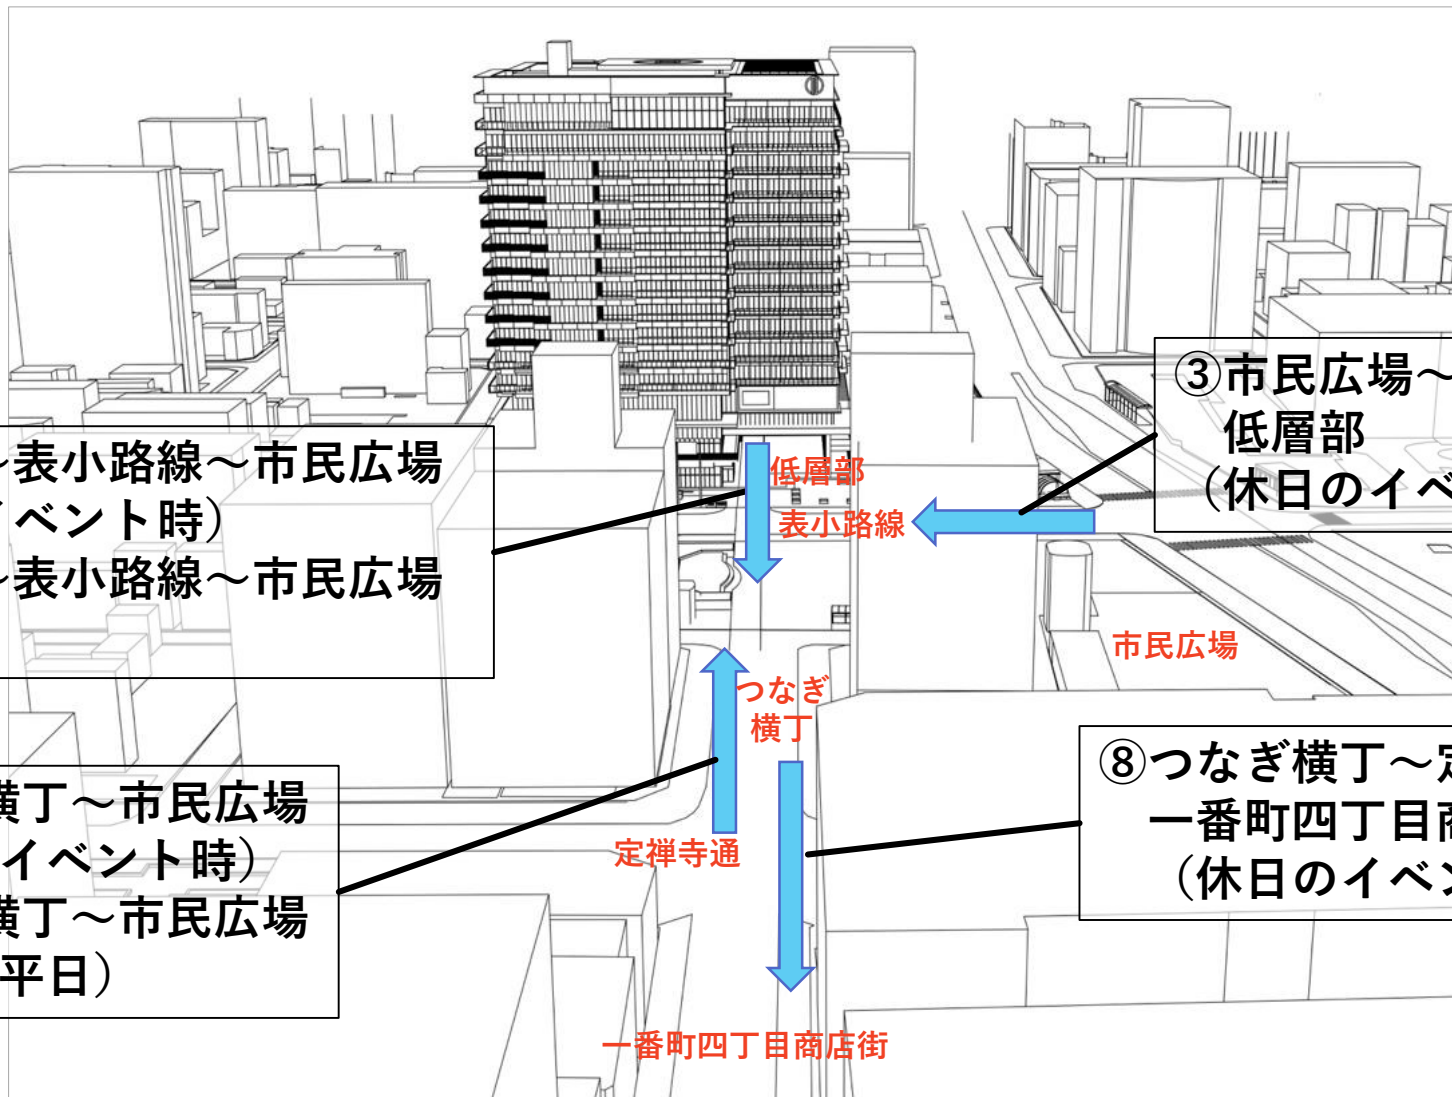 ③市民広場～
低層部
（休日のイベ
～表小路線～市民広場
イベント時）
～表小路線～市民広場
低層部
表小路線
市民広場
つなぎ
横丁
⑧つなぎ横丁～定
一番町四丁目商
（休日のイベン
横丁～市民広場
イベント時）
横丁～市民広場
平日）
定禅寺通
一番町四丁目商店街